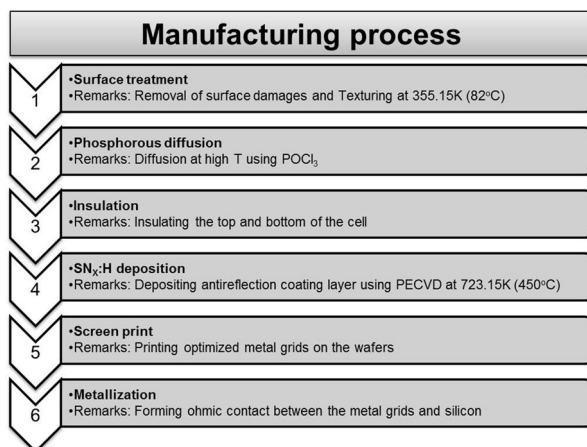 Manufacturing process
1
•Surface treatment
•Remarks: Removal of surface damages and Texturing at 355.15K (82°C)
2
•Phosphorous diffusion
•Remarks: Diffusion at high T using POCl₃
3
•Insulation
•Remarks: Insulating the top and bottom of the cell
4
•SNₓ:H deposition
•Remarks: Depositing antireflection coating layer using PECVD at 723.15K (450°C)
5
•Screen print
•Remarks: Printing optimized metal grids on the wafers
6
•Metallization
•Remarks: Forming ohmic contact between the metal grids and silicon